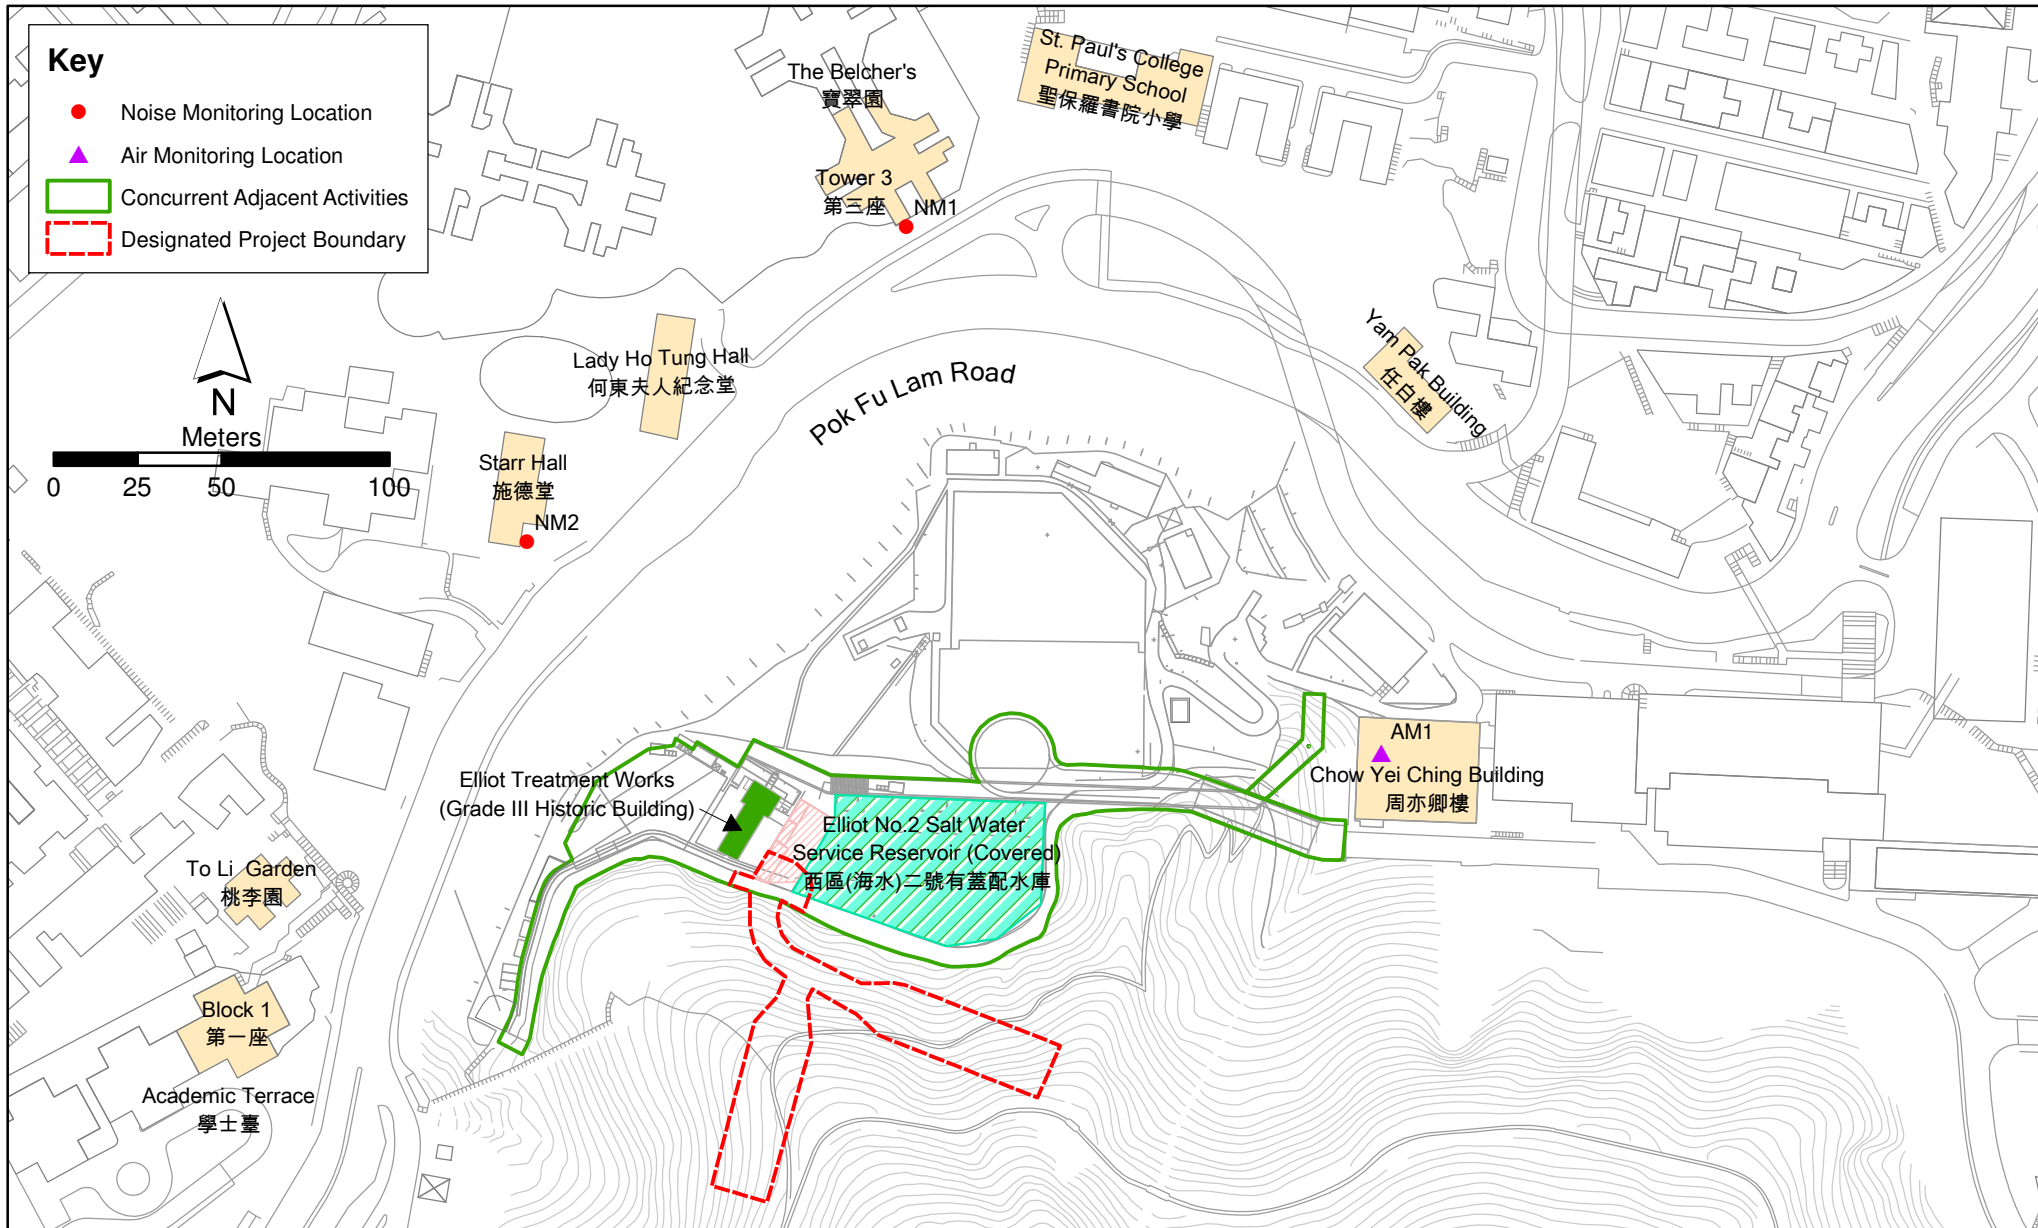 Key
Noise Monitoring Location
Air Monitoring Location
Concurrent Adjacent Activities
Designated Project Boundary
N
Meters
0 25 50 100
The Belcher's
寶翠園
Tower 3
第三座
NM1
St. Paul's College
Primary School
聖保羅書院小學
Lady Ho Tung Hall
何東夫人紀念堂
Pok Fu Lam Road
Yam Pak Building
任白樓
Starr Hall
施德堂
NM2
AM1
Chow Yei Ching Building
周亦卿樓
Elliot Treatment Works
(Grade III Historic Building)
Elliot No.2 Salt Water
Service Reservoir (Covered)
西區(海水)二號有蓋配水庫
To Li Garden
桃李園
Block 1
第一座
Academic Terrace
學士臺